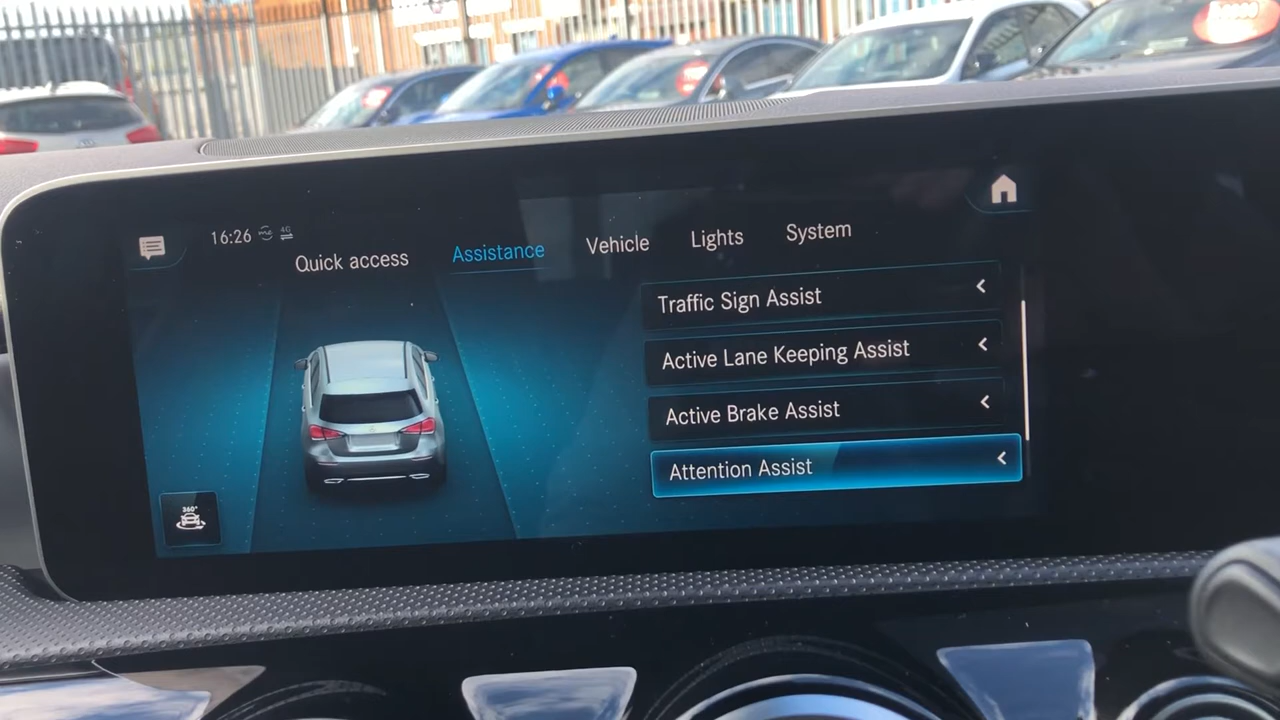 16:26
4G
Quick access
Assistance
Vehicle
Lights
System
Traffic Sign Assist
Active Lane Keeping Assist
Active Brake Assist
Attention Assist
360°